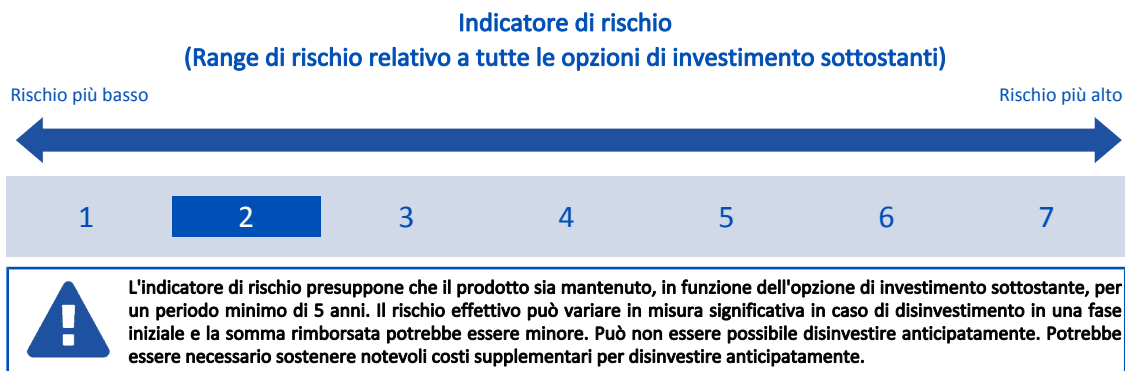 Indicatore di rischio
(Range di rischio relativo a tutte le opzioni di investimento sottostanti)
Rischio più basso Rischio più alto
1 2 3 4 5 6 7
L'indicatore di rischio presuppone che il prodotto sia mantenuto, in funzione dell'opzione di investimento sottostante, per
un periodo minimo di 5 anni. Il rischio effettivo può variare in misura significativa in caso di disinvestimento in una fase
iniziale e la somma rimborsata potrebbe essere minore. Può non essere possibile disinvestire anticipatamente. Potrebbe
essere necessario sostenere notevoli costi supplementari per disinvestire anticipatamente.